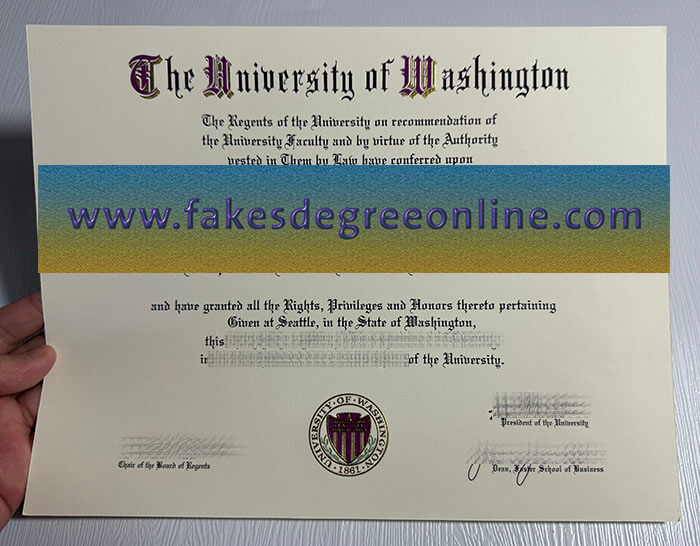 The University of Washington
The Regents of the University on recommendation of
the University Faculty and by virtue of the Authority
vested in Them by Law have conferred upon
www.fakesdegreeonline.com
and have granted all the Rights, Privileges and Honors thereto pertaining
Given at Seattle, in the State of Washington,
this
in of the University.
UNIVERSITY·OF·WASHINGTON
·1861·
President of the University
Chair of the Board of Regents
Dean, Foster School of Business